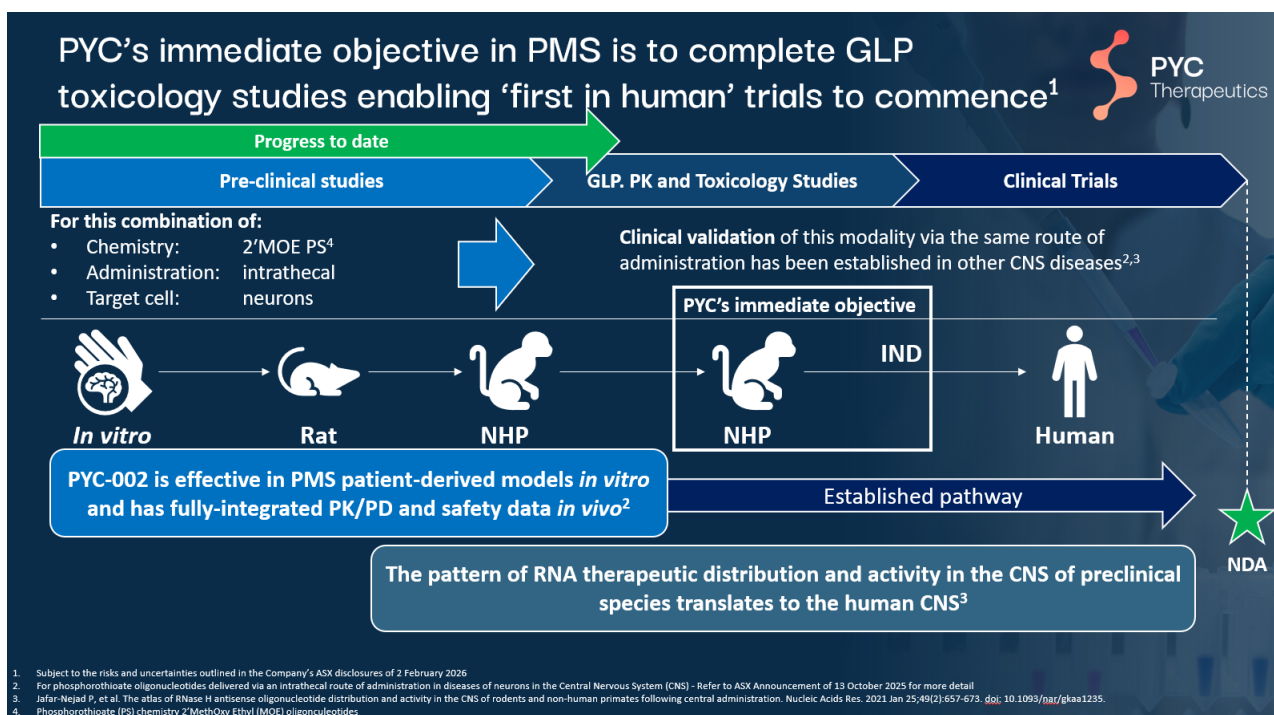 PYC's immediate objective in PMS is to complete GLP
toxicology studies enabling 'first in human' trials to commence¹
PYC
Therapeutics
Progress to date
Pre-clinical studies
GLP. PK and Toxicology Studies
Clinical Trials
For this combination of:
• Chemistry: 2'MOE PS⁴
• Administration: intrathecal
• Target cell: neurons
Clinical validation of this modality via the same route of
administration has been established in other CNS diseases²,³
PYC's immediate objective
IND
In vitro
Rat
NHP
NHP
Human
PYC-002 is effective in PMS patient-derived models in vitro
and has fully-integrated PK/PD and safety data in vivo²
Established pathway
NDA
The pattern of RNA therapeutic distribution and activity in the CNS of preclinical
species translates to the human CNS³
1. Subject to the risks and uncertainties outlined in the Company's ASX disclosures of 2 February 2026
2. For phosphorothioate oligonucleotides delivered via an intrathecal route of administration in diseases of neurons in the Central Nervous System (CNS) - Refer to ASX Announcement of 13 October 2025 for more detail
3. Jafar-Nejad P, et al. The atlas of RNase H antisense oligonucleotide distribution and activity in the CNS of rodents and non-human primates following central administration. Nucleic Acids Res. 2021 Jan 25;49(2):657-673. doi: 10.1093/nar/gkaa1235.
4. Phosphorothioate (PS) chemistry 2'MethOxy Ethyl (MOE) oligonculeotides